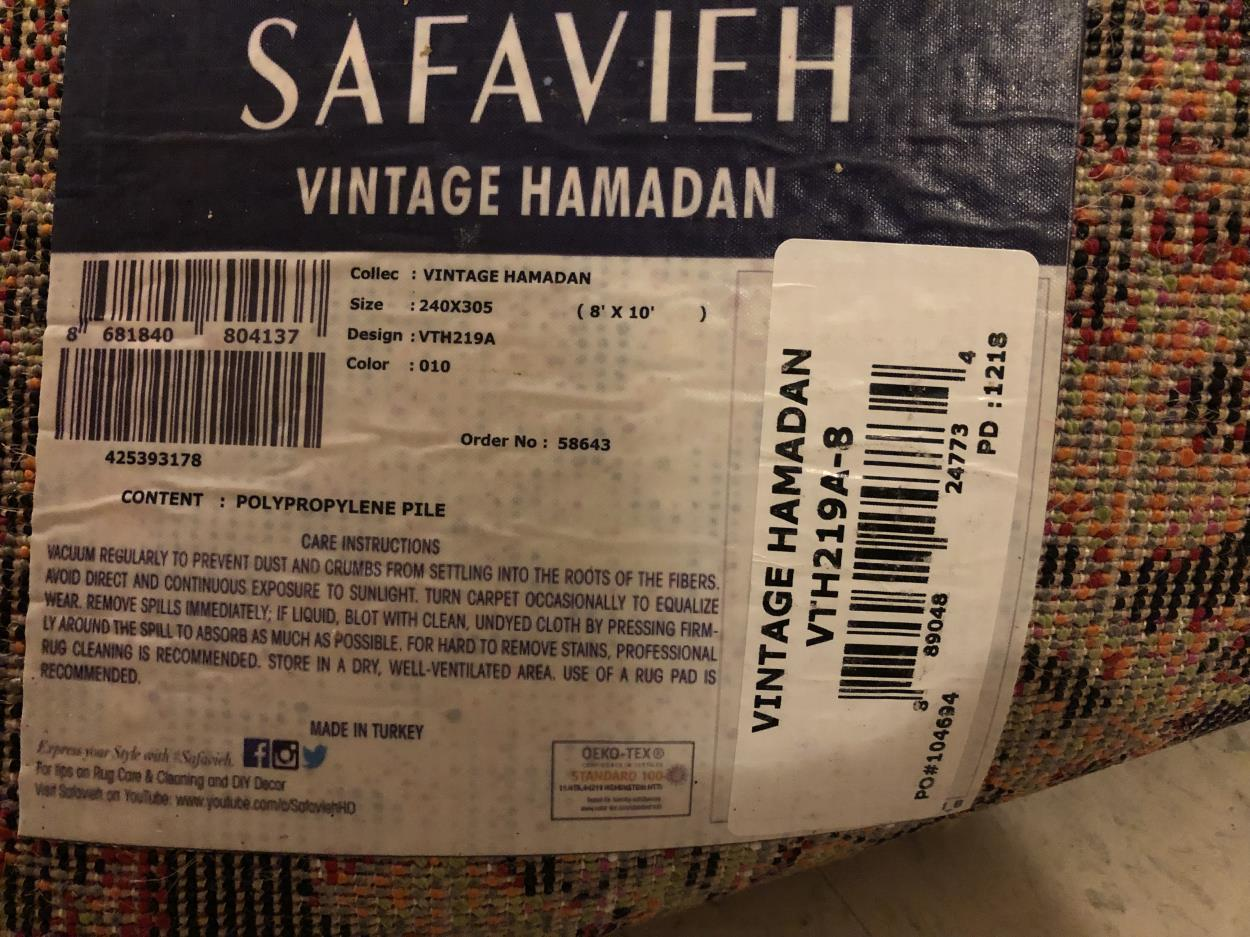 SAFAVIEH
VINTAGE HAMADAN
8 681840 804137
425393178
Collec : VINTAGE HAMADAN
Size : 240X305 ( 8' X 10' )
Design : VTH219A
Color : 010
Order No : 58643
CONTENT : POLYPROPYLENE PILE
CARE INSTRUCTIONS
VACUUM REGULARLY TO PREVENT DUST AND CRUMBS FROM SETTLING INTO THE ROOTS OF THE FIBERS.
AVOID DIRECT AND CONTINUOUS EXPOSURE TO SUNLIGHT. TURN CARPET OCCASIONALLY TO EQUALIZE
WEAR. REMOVE SPILLS IMMEDIATELY; IF LIQUID, BLOT WITH CLEAN, UNDYED CLOTH BY PRESSING FIRM-
LY AROUND THE SPILL TO ABSORB AS MUCH AS POSSIBLE. FOR HARD TO REMOVE STAINS, PROFESSIONAL
RUG CLEANING IS RECOMMENDED. STORE IN A DRY, WELL-VENTILATED AREA. USE OF A RUG PAD IS
RECOMMENDED.
MADE IN TURKEY
Express your Style with #Safavieh.
For tips on Rug Care & Cleaning and DIY Decor
Visit Safavieh on YouTube: www.youtube.com/c/SafaviehHD
OEKO-TEX®
STANDARD 100
VINTAGE HAMADAN
VTH219A-8
8 89048 24773 4
PO#104694
PD :1218